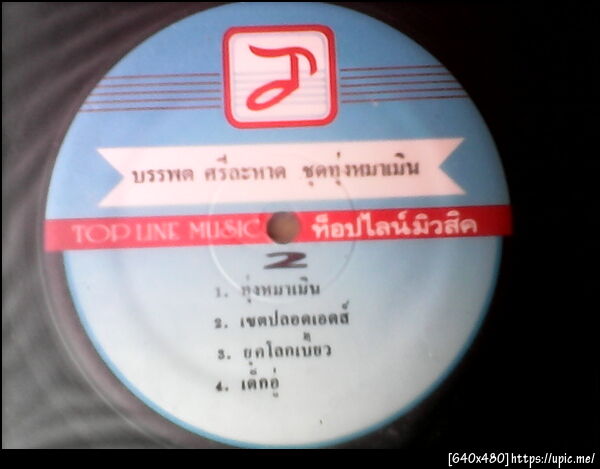 บรรพต ศรีละหาด ชุดทุ่งหมาเมิน
TOP LINE MUSIC ท็อปไลน์มิวสิค
2
1. ทุ่งหมาเมิน
2. เขตปลอดเอดส์
3. ยุคโลกเบี้ยว
4. เด็กอู่
[640x480]https://upic.me/